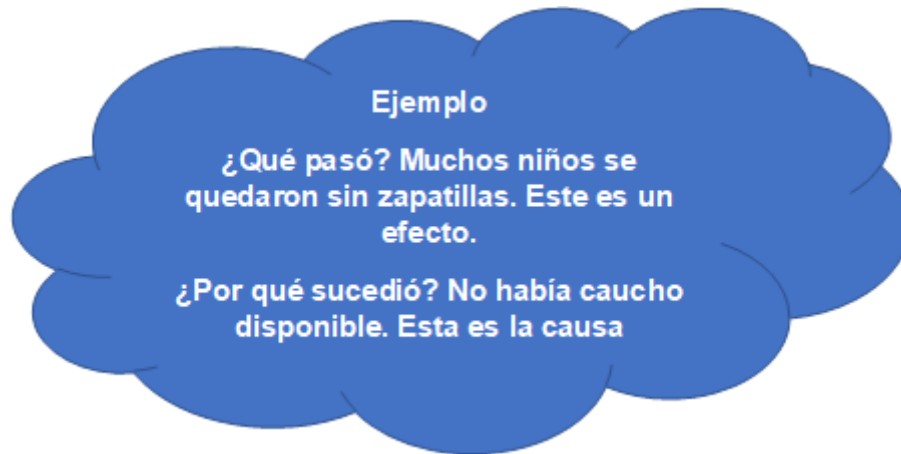 Ejemplo
¿Qué pasó? Muchos niños se
quedaron sin zapatillas. Este es un
efecto.
¿Por qué sucedió? No había caucho
disponible. Esta es la causa